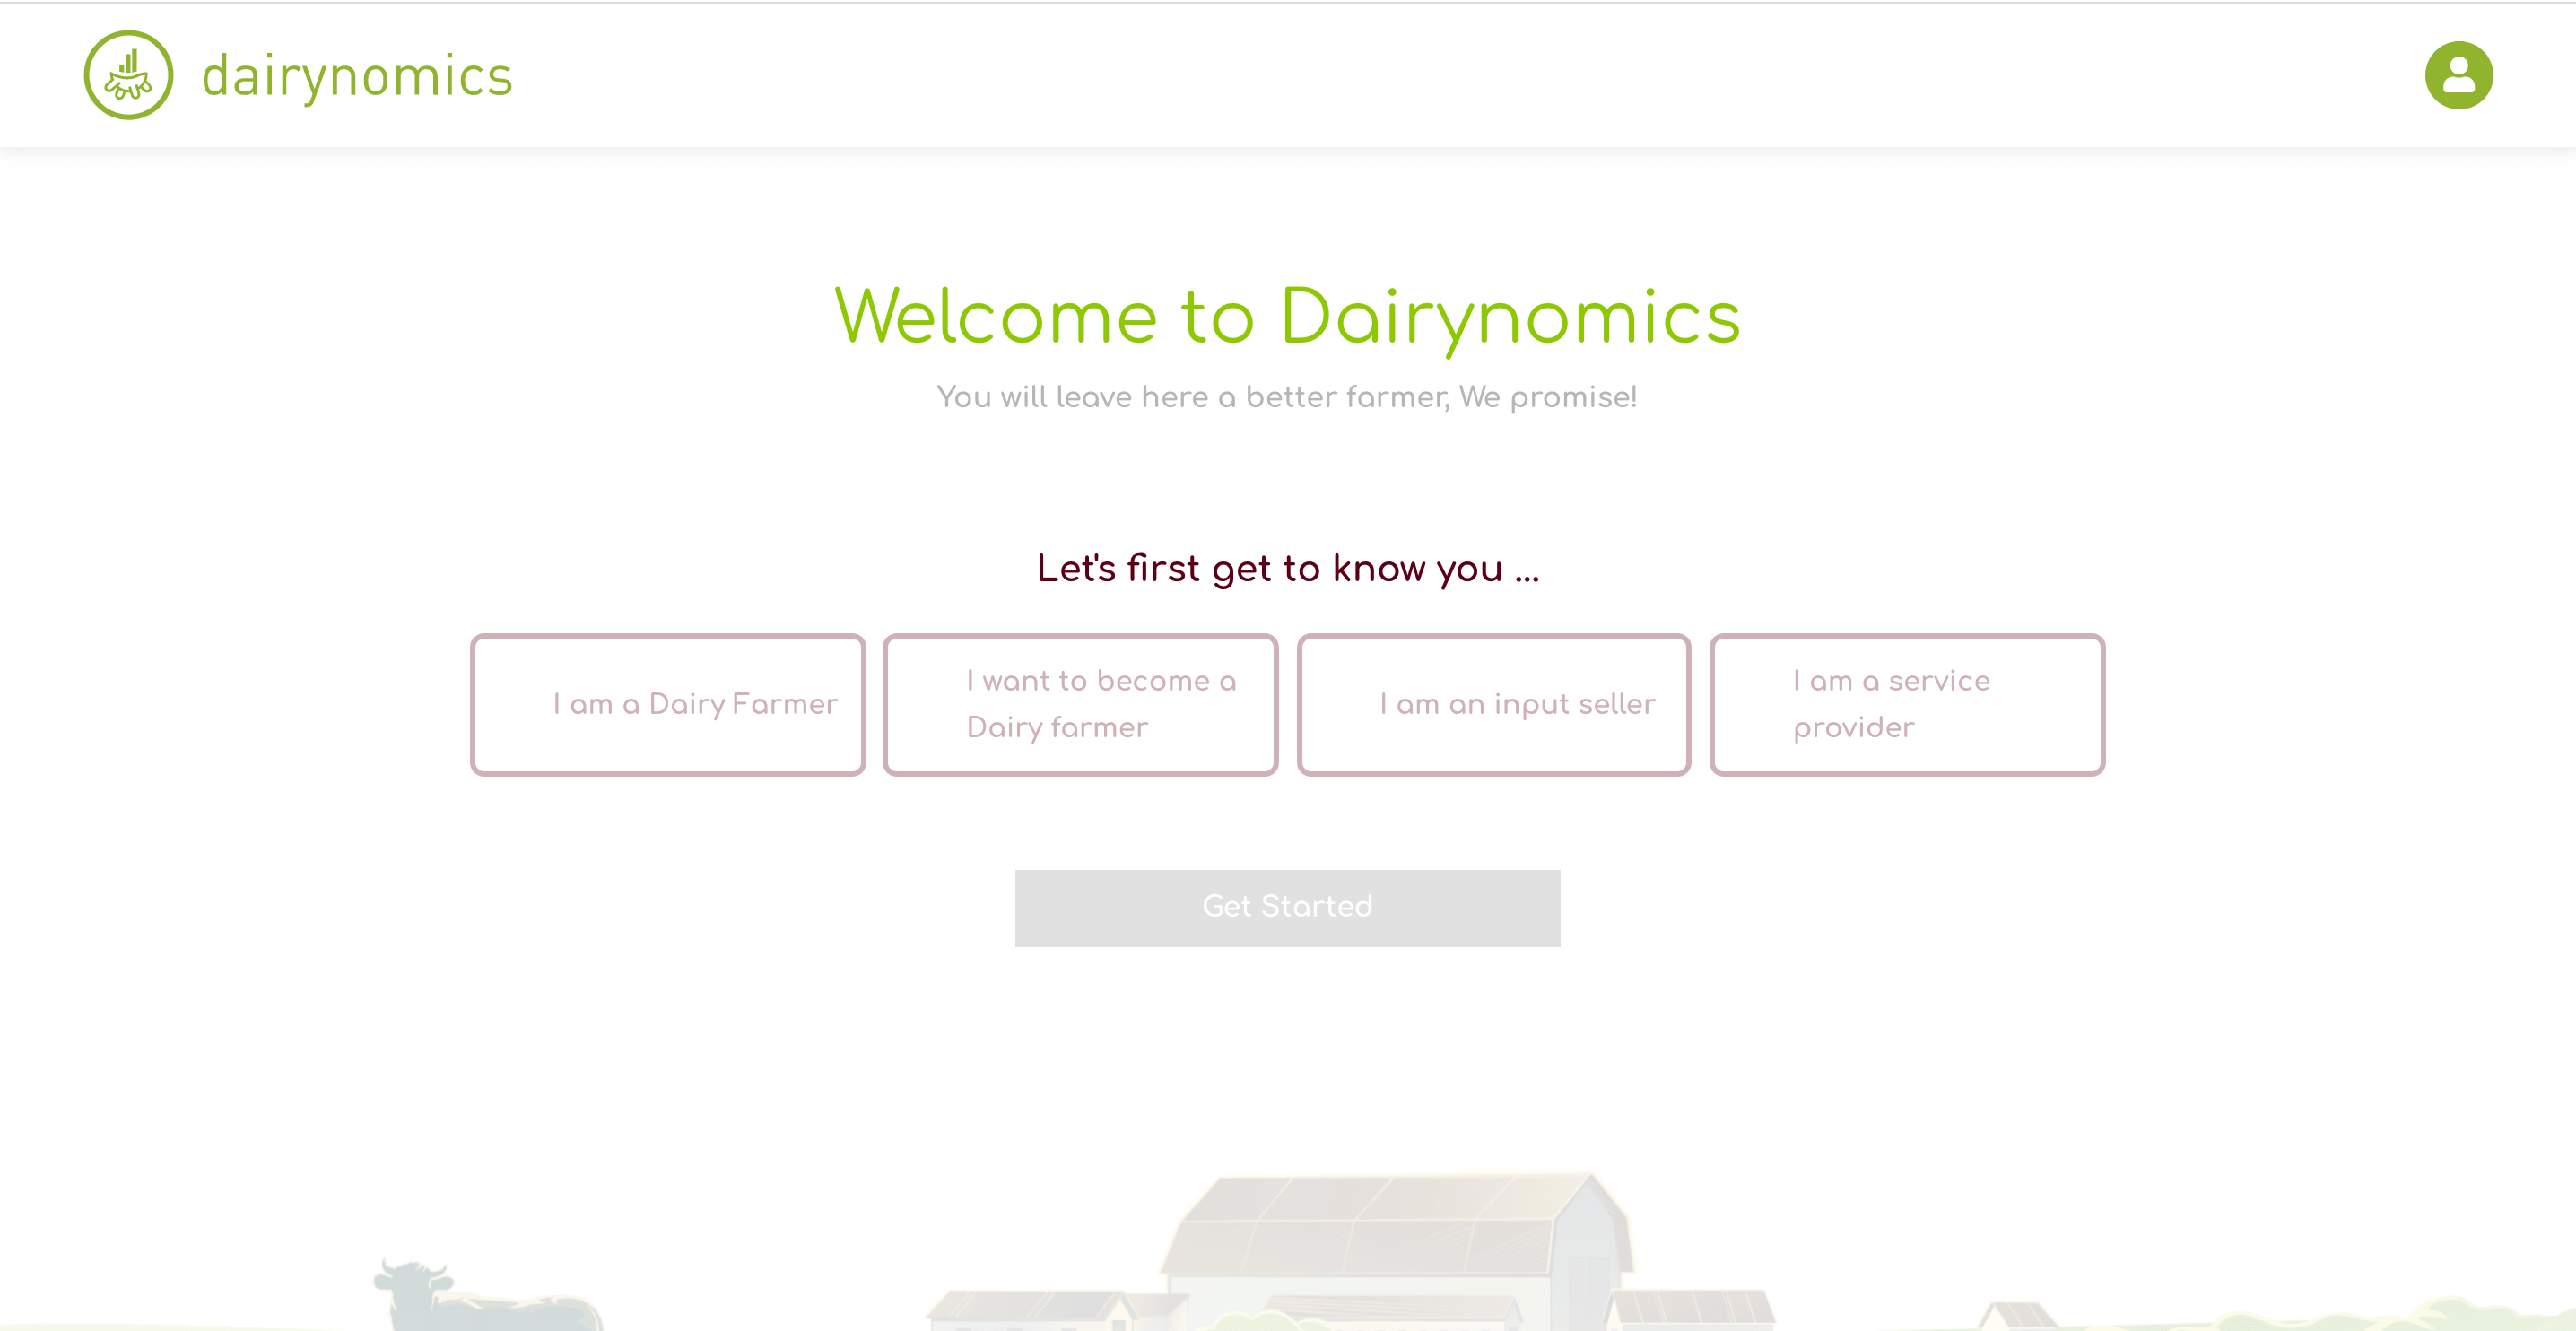 dairynomics
Welcome to Dairynomics
You will leave here a better farmer, We promise!
Let's first get to know you ...
I am a Dairy Farmer
I want to become a
Dairy farmer
I am an input seller
I am a service
provider
Get Started